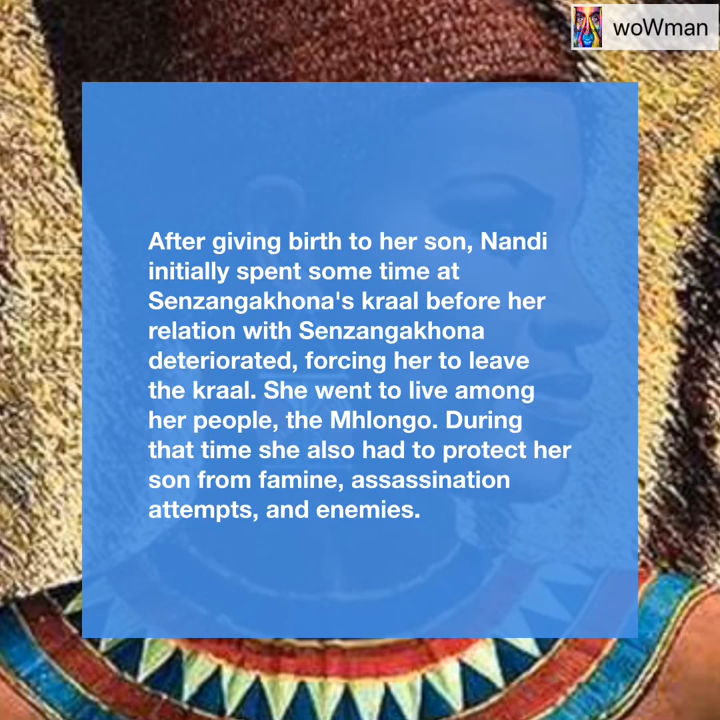 woWman
After giving birth to her son, Nandi
initially spent some time at
Senzangakhona's kraal before her
relation with Senzangakhona
deteriorated, forcing her to leave
the kraal. She went to live among
her people, the Mhlongo. During
that time she also had to protect her
son from famine, assassination
attempts, and enemies.